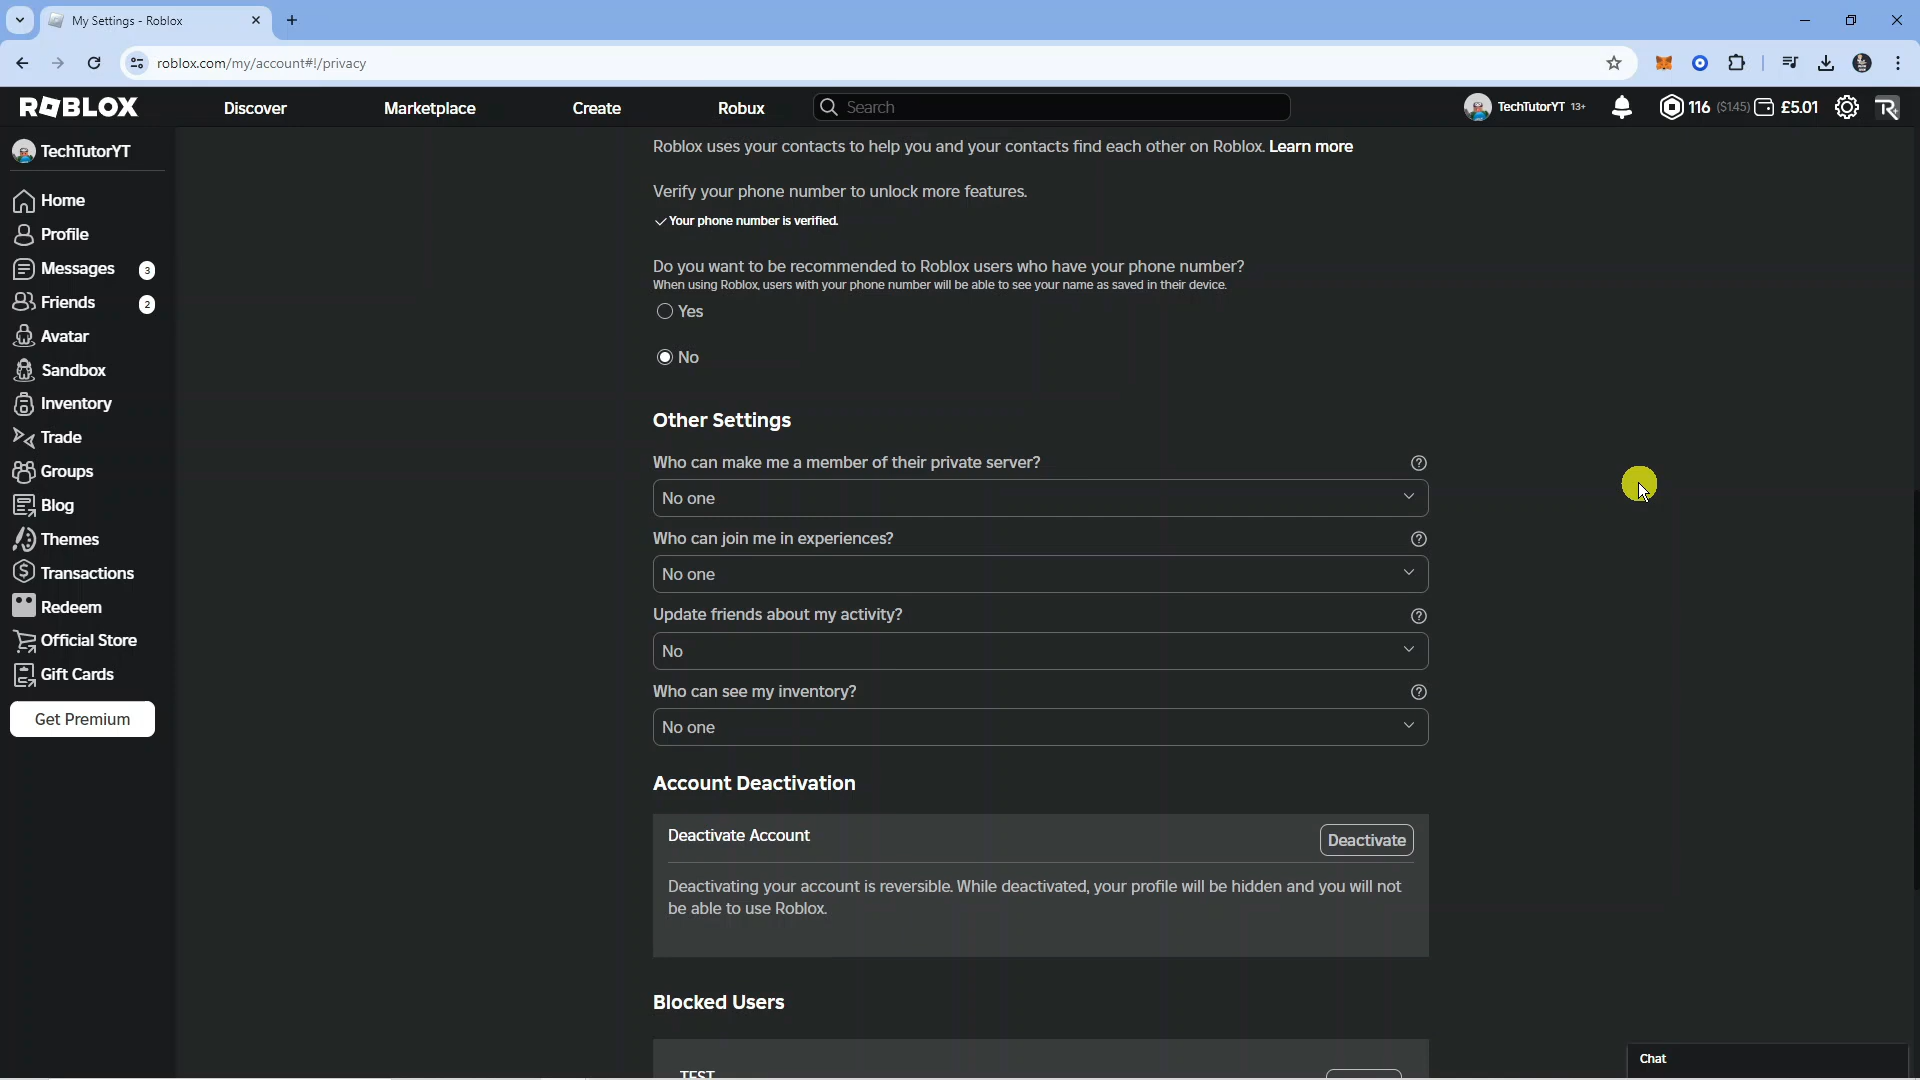 My Settings - Roblox
roblox.com/my/account#!/privacy
ROBLOX
Discover
Marketplace
Create
Robux
Search
TechTutorYT 13+
116 ($1.45)
£5.01
R+
TechTutorYT
Home
Profile
Messages 3
Friends 2
Avatar
Sandbox
Inventory
Trade
Groups
Blog
Themes
Transactions
Redeem
Official Store
Gift Cards
Get Premium
Roblox uses your contacts to help you and your contacts find each other on Roblox. Learn more
Verify your phone number to unlock more features.
Your phone number is verified.
Do you want to be recommended to Roblox users who have your phone number?
When using Roblox, users with your phone number will be able to see your name as saved in their device.
Yes
No
Other Settings
Who can make me a member of their private server?
No one
Who can join me in experiences?
No one
Update friends about my activity?
No
Who can see my inventory?
No one
Account Deactivation
Deactivate Account
Deactivate
Deactivating your account is reversible. While deactivated, your profile will be hidden and you will not
be able to use Roblox.
Blocked Users
TEST
Chat